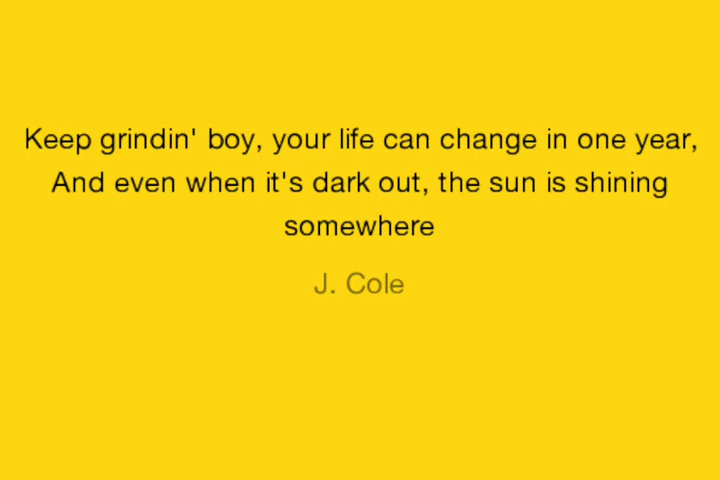 Keep grindin' boy, your life can change in one year,
And even when it's dark out, the sun is shining
somewhere
J. Cole